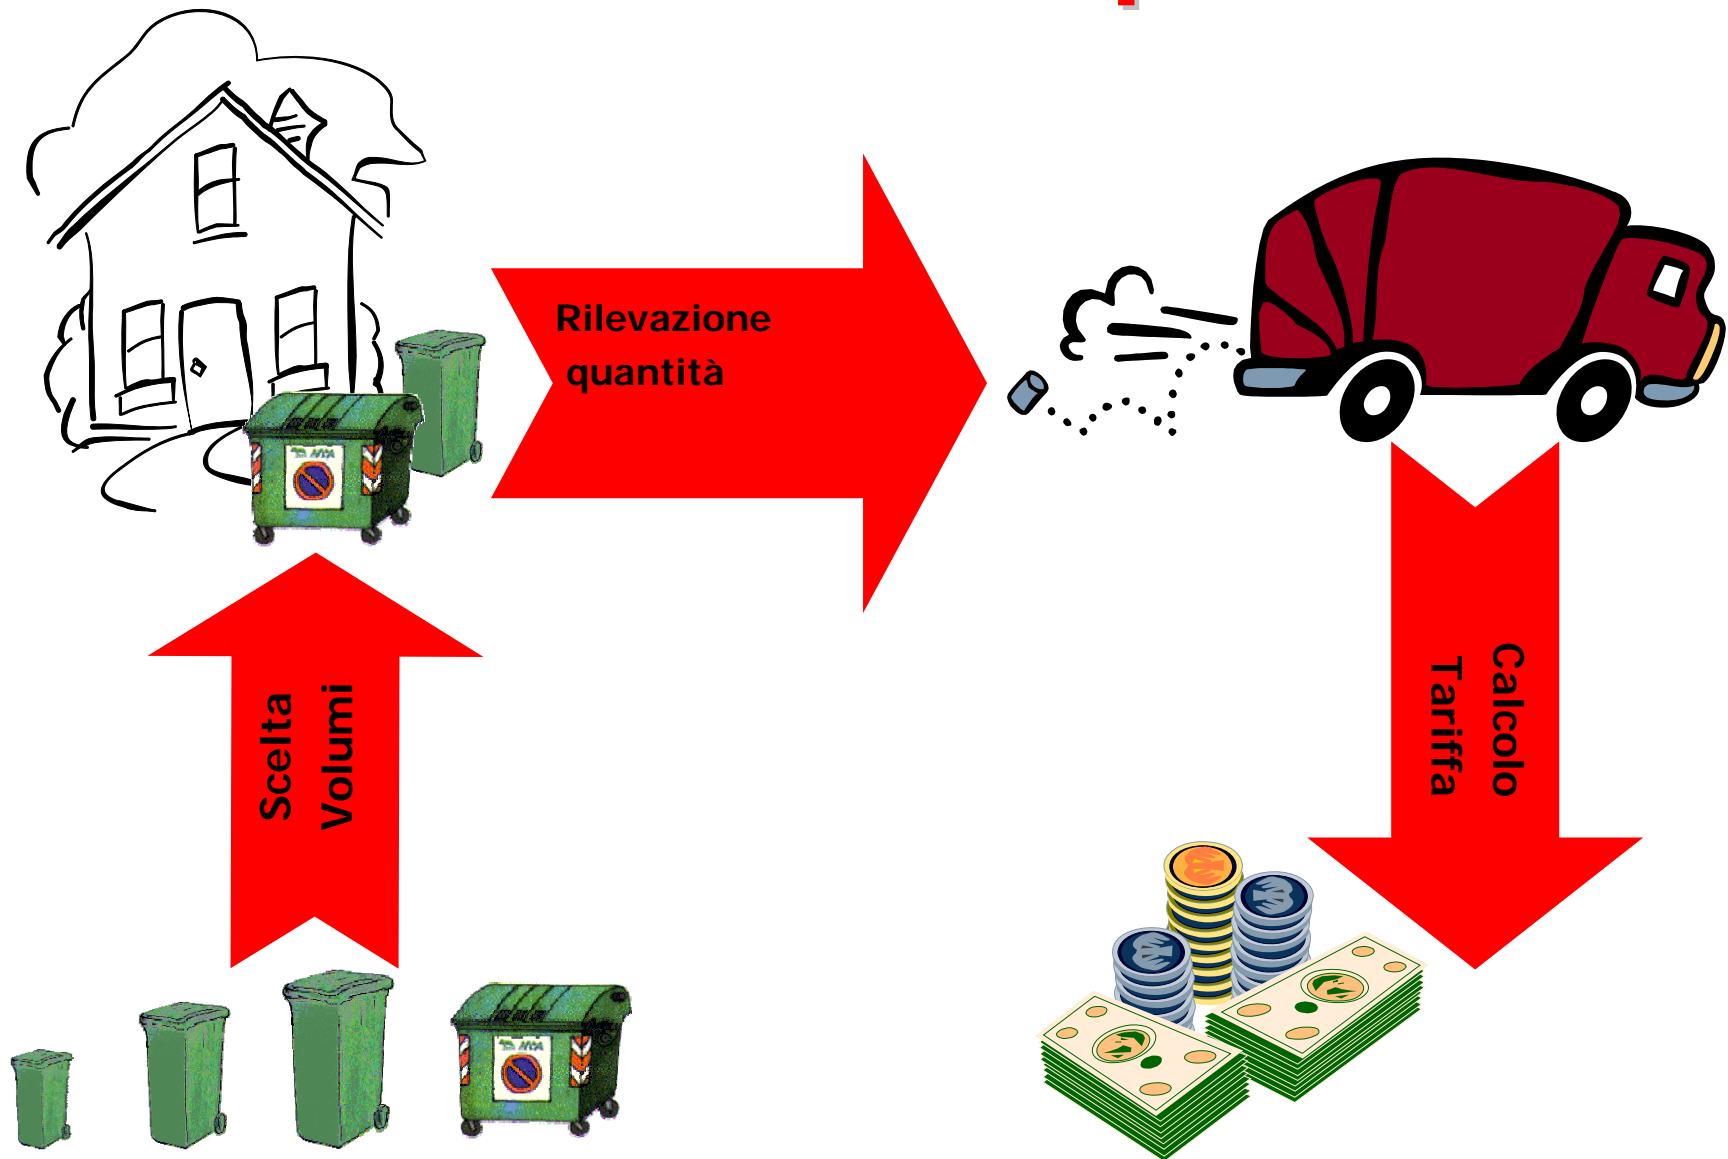 Rilevazione
quantità
Scelta
Volumi
Calcolo
Tariffa